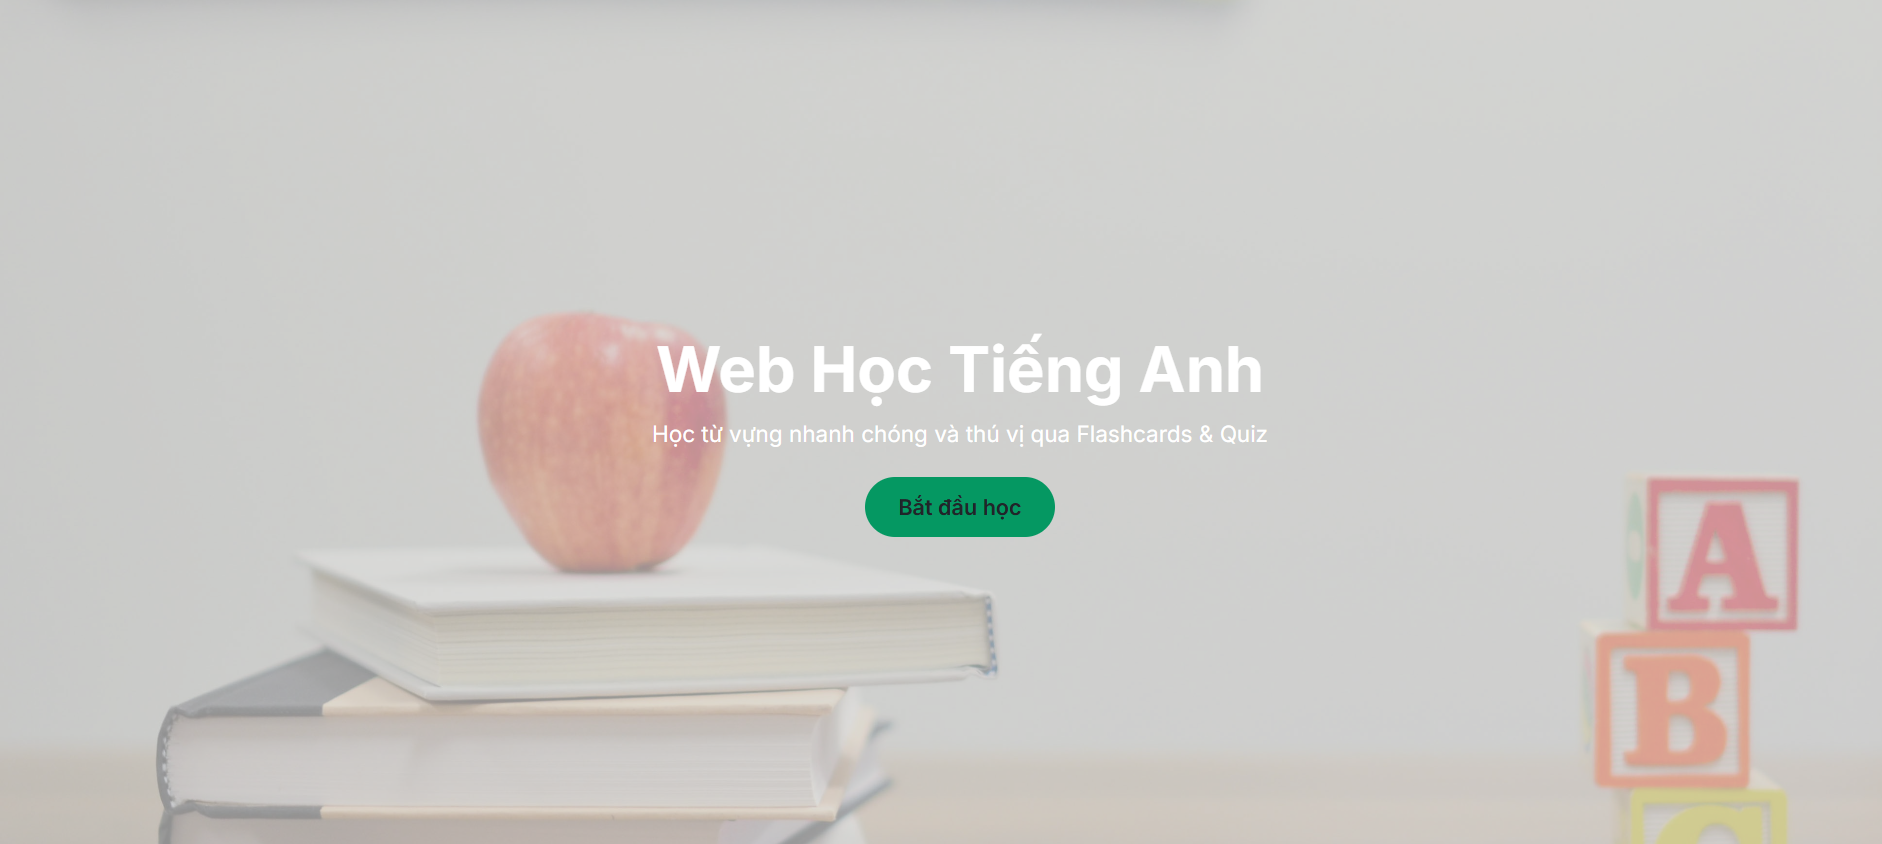 Web Học Tiếng Anh
Học từ vựng nhanh chóng và thú vị qua Flashcards & Quiz
Bắt đầu học
A
B
C